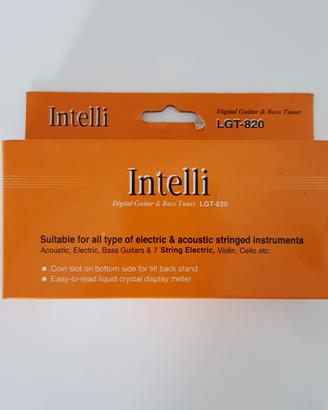 Intelli
Digital Guitar & Bass Tuner
LGT-820
Intelli
Digital Guitar & Bass Tuner LGT-820
Suitable for all type of electric & acoustic stringed instruments
Acoustic, Electric, Bass Guitars & 7 String Electric, Violin, Cello etc.
● Coin slot on bottom side for tilt back stand
● Easy-to-read liquid crystal display meter